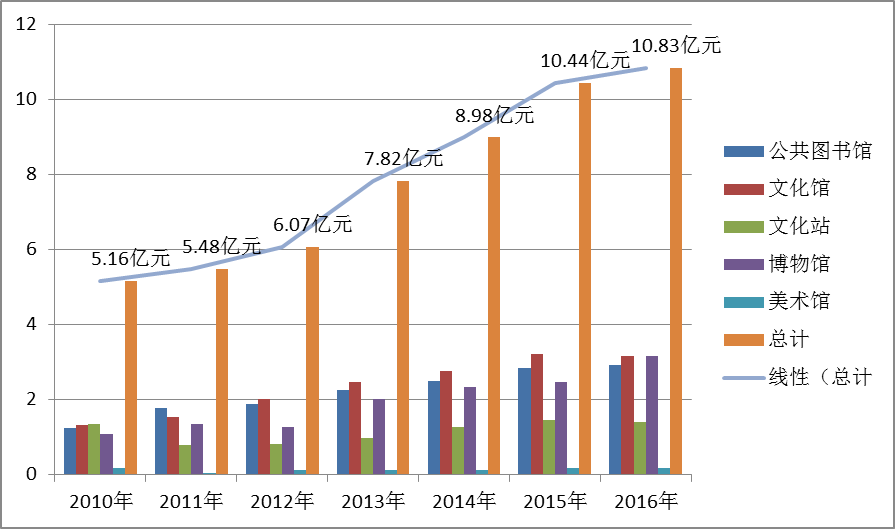 12
10
8
6
4
2
0
5.16亿元
5.48亿元
6.07亿元
7.82亿元
8.98亿元
10.44亿元
10.83亿元
2010年
2011年
2012年
2013年
2014年
2015年
2016年
公共图书馆
文化馆
文化站
博物馆
美术馆
总计
线性（总计